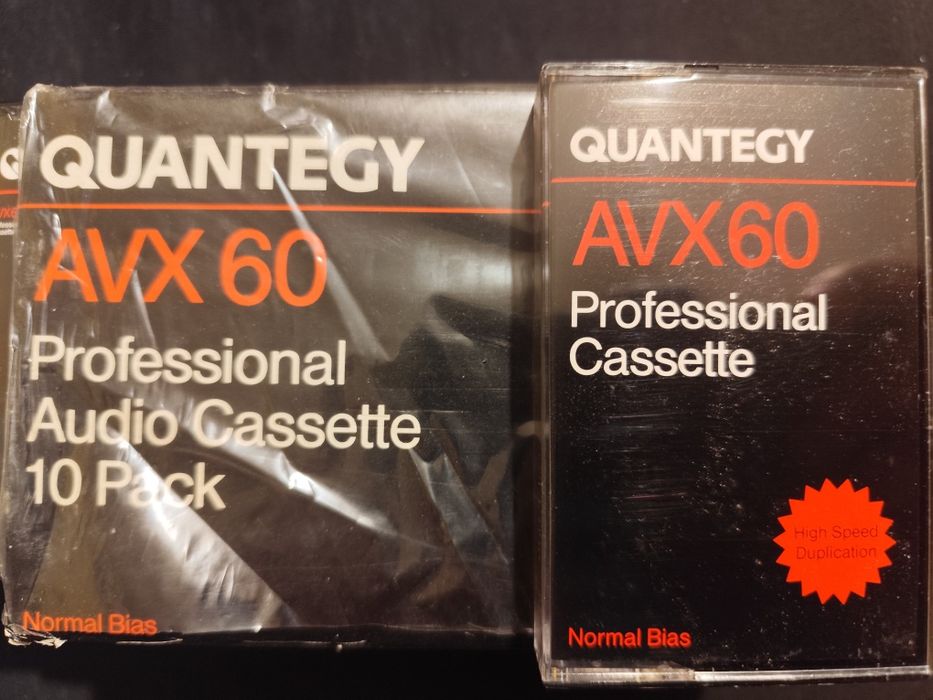 QUANTEGY
AVX 60
Professional
Audio Cassette
10 Pack
Normal Bias
QUANTEGY
AVX60
Professional
Cassette
High Speed
Duplication
Normal Bias